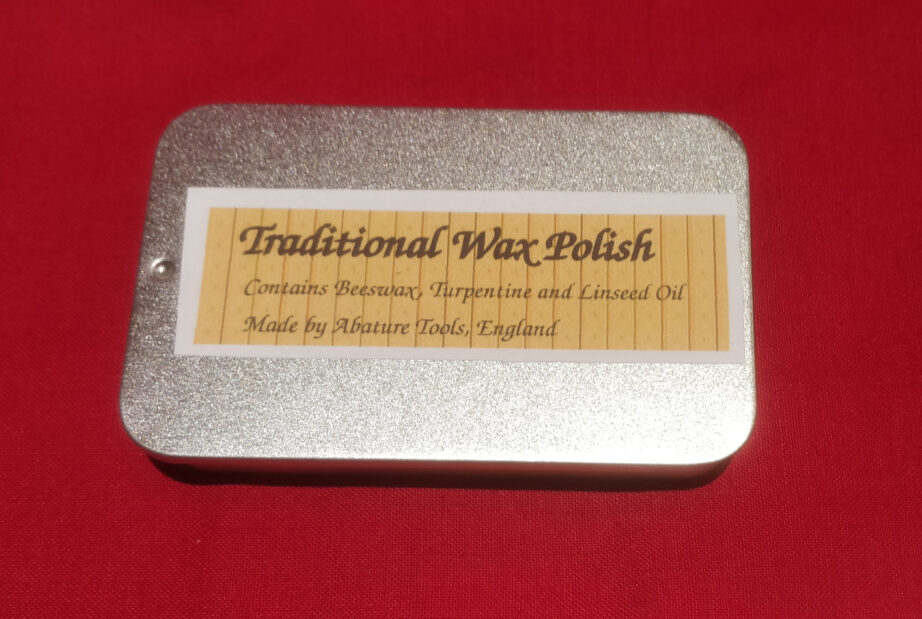 Traditional Wax Polish
Contains Beeswax, Turpentine and Linseed Oil
Made by Abature Tools, England